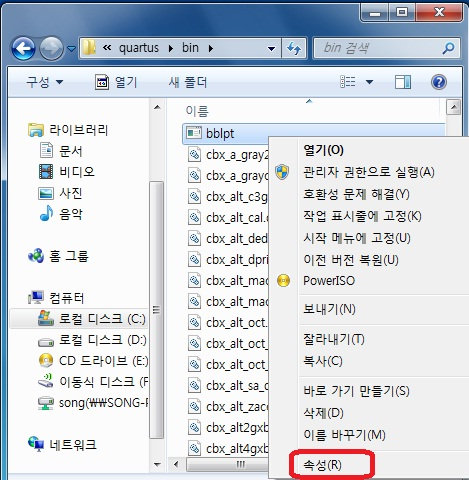 « quartus ▸ bin ▸
bin 검색
구성 ▾
열기
새 폴더
이름
라이브러리
문서
비디오
사진
음악
홈 그룹
컴퓨터
로컬 디스크 (C:)
로컬 디스크 (D:)
CD 드라이브 (E:)
이동식 디스크 (F
song(₩₩SONG-F
네트워크
bblpt
cbx_a_gray2
cbx_a_grayc
cbx_alt_c3g
cbx_alt_cal.
cbx_alt_ded
cbx_alt_dpri
cbx_alt_mac
cbx_alt_mac
cbx_alt_oct.
cbx_alt_oct_
cbx_alt_oct_
cbx_alt_sa_c
cbx_alt_zacc
cbx_alt2gxb
cbx_alt4gxb
열기(O)
관리자 권한으로 실행(A)
호환성 문제 해결(Y)
작업 표시줄에 고정(K)
시작 메뉴에 고정(U)
이전 버전 복원(U)
PowerISO
보내기(N)
잘라내기(T)
복사(C)
바로 가기 만들기(S)
삭제(D)
이름 바꾸기(M)
속성(R)